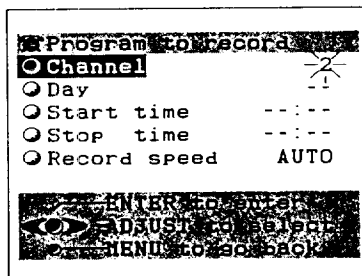 Program to record
Channel 2
Day --
Start time --:--
Stop time --:--
Record speed AUTO
ENTER to enter
ADJUST to select
MENU to go back